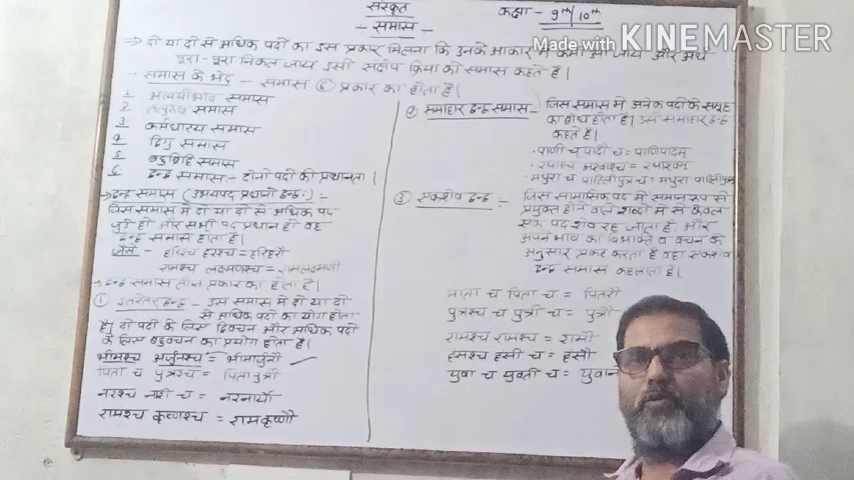 संस्कृत
कक्षा - 9th/10th
- समास -
Made with KINEMASTER
→ दो या दो से अधिक पदों का इस प्रकार मिलना कि उनके आकार में कमी आ जाय और अर्थ
पूरा-पूरा निकल जाय इसी संक्षेप क्रिया को समास कहते हैं।
- समास के भेद - समास ⑥ प्रकार का होता है।
1 अव्ययीभाव समास
2 तत्पुरुष समास
3 कर्मधारय समास
4 द्विगु समास
5 बहुब्रीहि समास
6 द्वन्द्व समास - दोनों पदों की प्रधानता।
→ द्वन्द्व समास (उभयपद प्रधानो द्वन्द्वः) :-
जिस समास में दो या दो से अधिक पद
जुड़ी हो और सभी पद प्रधान हो वह
द्वन्द्व समास होता है।
जैसे - हरिश्च हरश्च = हरिहरौ
रामश्च लक्ष्मणश्च = रामलक्ष्मणौ
→ द्वन्द्व समास तीन प्रकार का होता है।
① इतरेतर द्वन्द्व - इस समास में दो या दो
से अधिक पदों का योग होता
है। दो पदों के लिए द्विवचन और अधिक पदों
के लिए बहुवचन का प्रयोग होता है।
भीमश्च अर्जुनश्च = भीमार्जुनौ
पिता च पुत्रश्च = पितापुत्रौ
नरश्च नारी च = नरनार्यौ
रामश्च कृष्णश्च = रामकृष्णौ
② समाहार द्वन्द्व समास - जिस समास में अनेक पदों के समूह
का बोध होता है। उसे समाहार द्वन्द्व
कहते हैं।
• पाणी च पादौ च = पाणिपादम्
• रथाश्च अश्वाश्च = रथाश्वम्
• मथुरा च पाटलिपुत्रं च = मथुरा पाटलिपुत्रम्
③ एकशेष द्वन्द्व :- जिस सामासिक पद में समान रूप से
प्रयुक्त होने वाले शब्दों में से केवल
एक पद शेष रह जाता है, और
अपने भाव को विभक्ति व वचन के
अनुसार प्रकट करता है वहाँ एकशेष
द्वन्द्व समास कहलाता है।
माता च पिता च = पितरौ
पुत्रश्च पुत्री च = पुत्रौ
रामश्च रामश्च = रामौ
हंसश्च हंसी च = हंसौ
युवा च युवती च = युवान